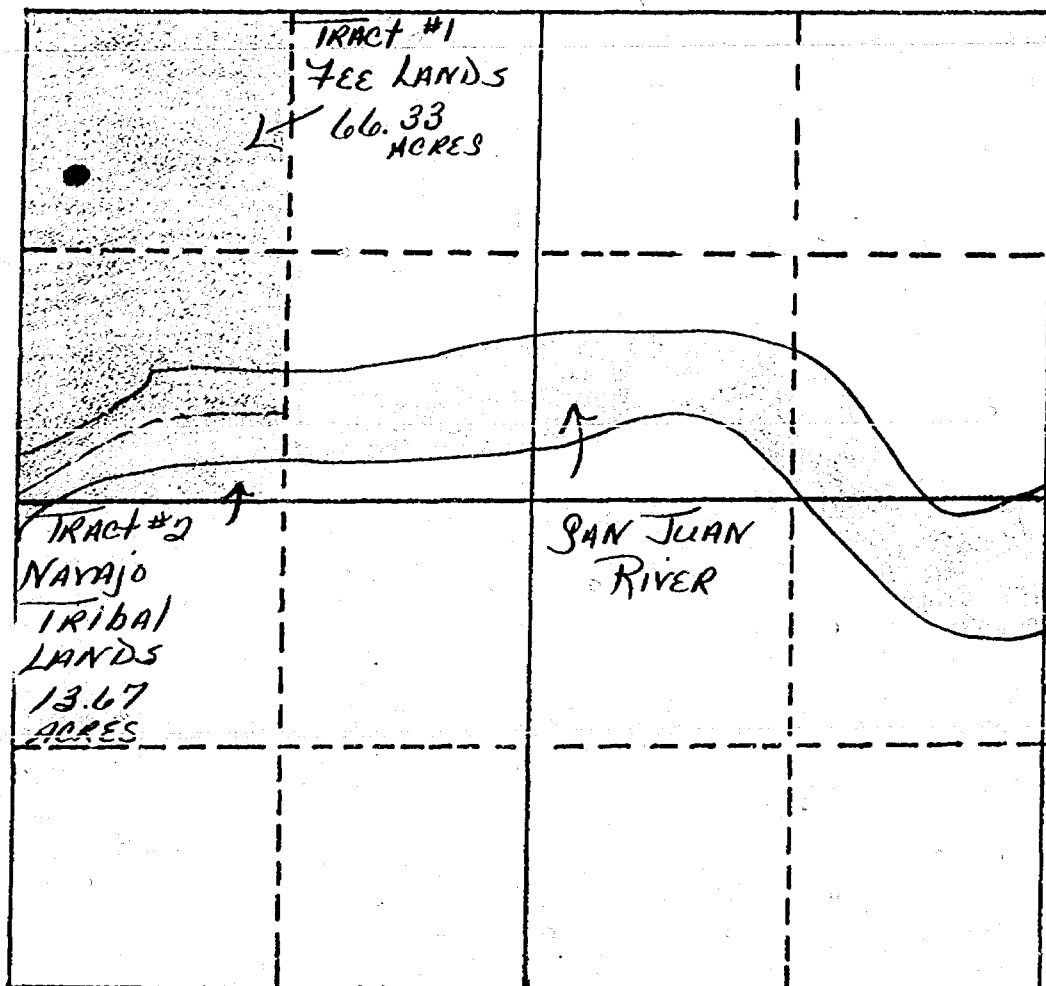 TRACT #1
FEE LANDS
66.33
ACRES
TRACT #2
NAVAJO
TRIBAL
LANDS
13.67
ACRES
SAN JUAN
RIVER